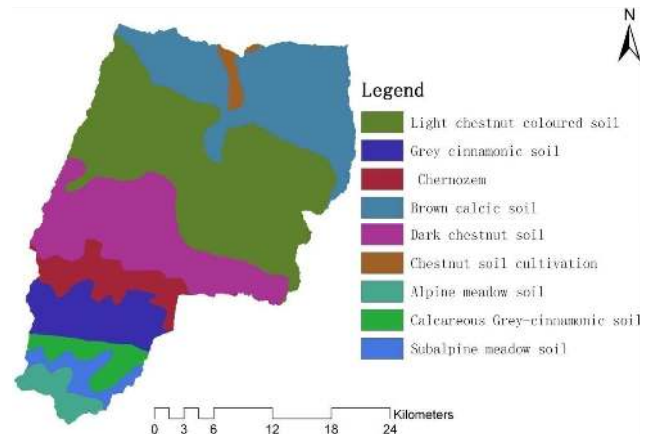 N
Legend
Light chestnut coloured soil
Grey cinnamonic soil
Chernozem
Brown calcic soil
Dark chestnut soil
Chestnut soil cultivation
Alpine meadow soil
Calcareous Grey-cinnamonic soil
Subalpine meadow soil
Kilometers
0 3 6 12 18 24